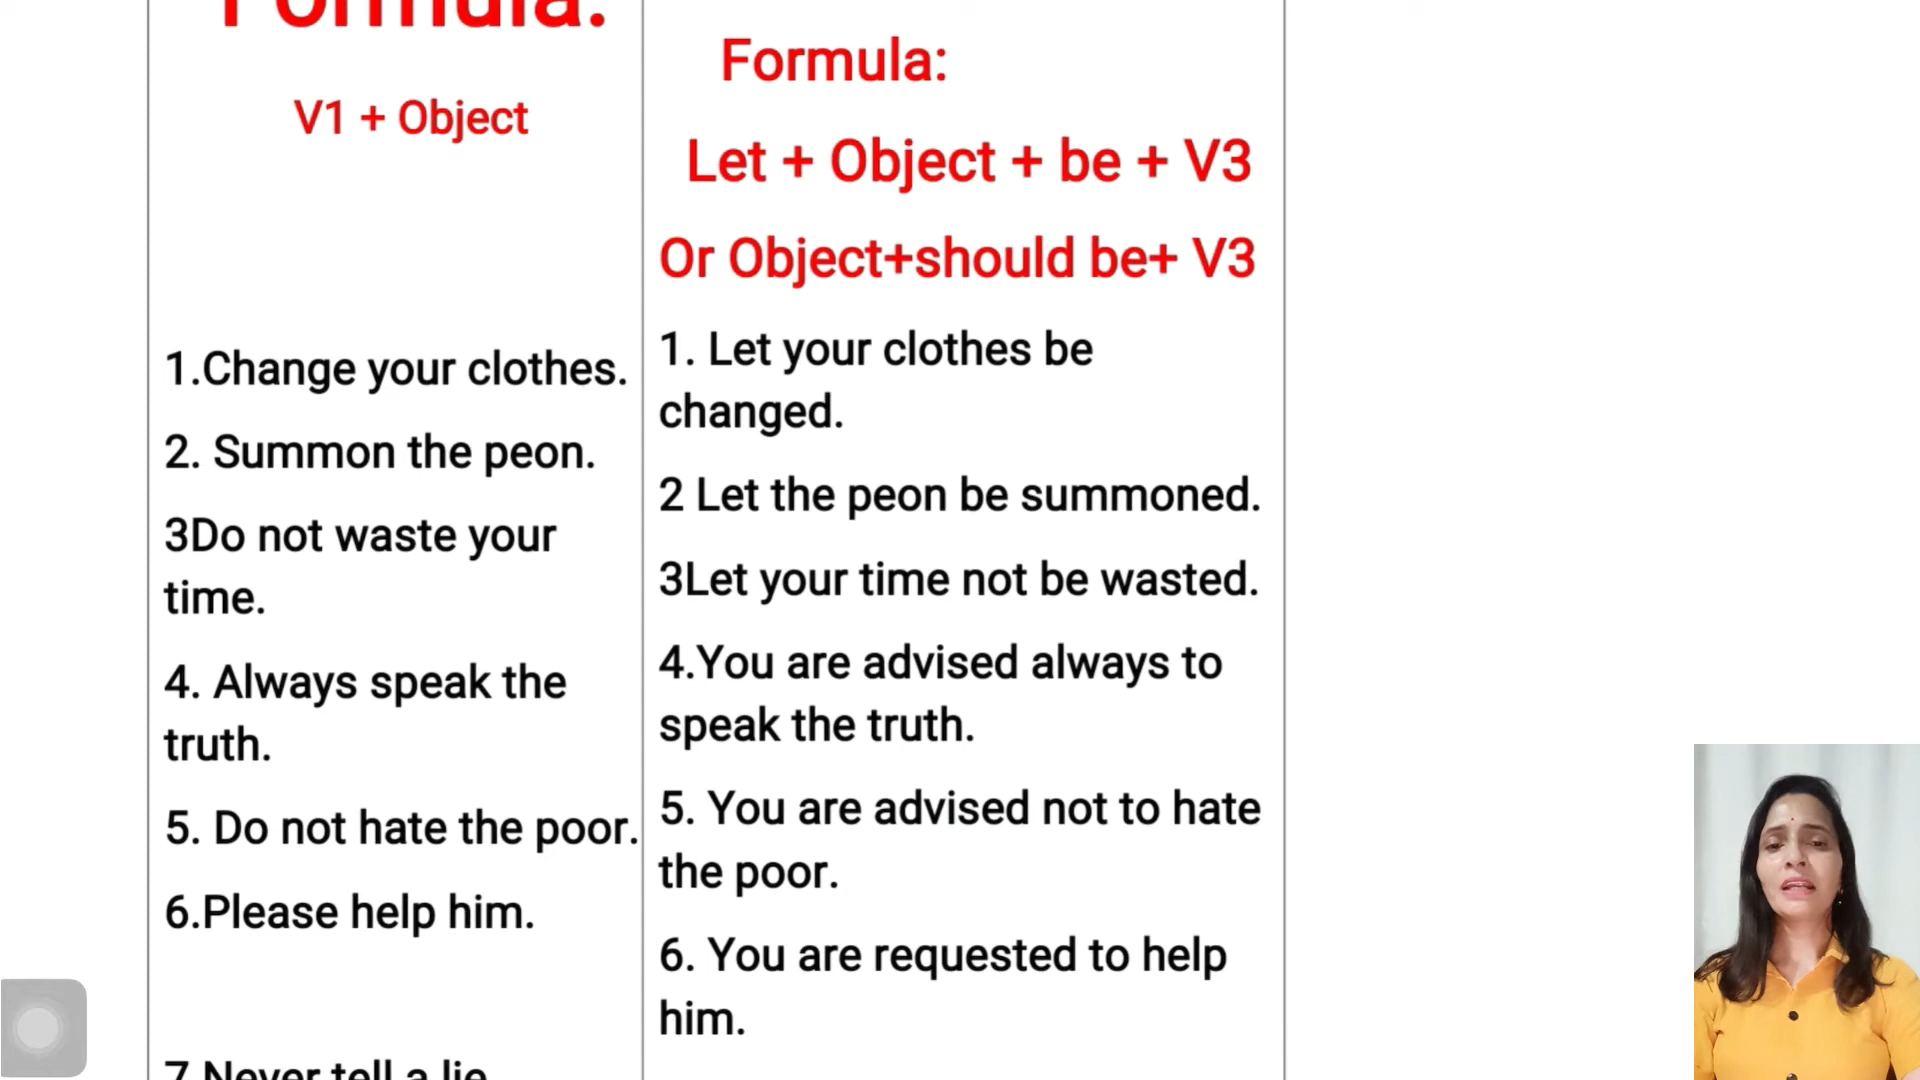 Formula:
V1 + Object
1.Change your clothes.
2. Summon the peon.
3Do not waste your
time.
4. Always speak the
truth.
5. Do not hate the poor.
6.Please help him.
7.Never tell a lie
Formula:
Let + Object + be + V3
Or Object+should be+ V3
1. Let your clothes be
changed.
2 Let the peon be summoned.
3Let your time not be wasted.
4.You are advised always to
speak the truth.
5. You are advised not to hate
the poor.
6. You are requested to help
him.